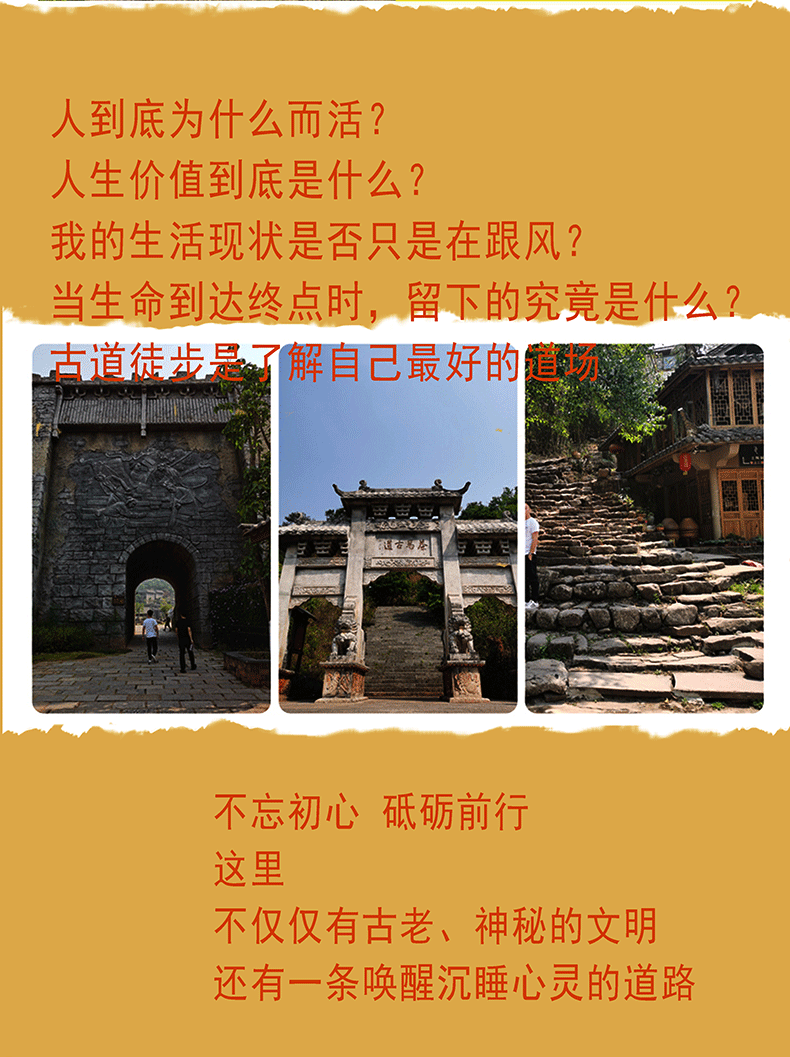 人到底为什么而活？
人生价值到底是什么？
我的生活现状是否只是在跟风？
当生命到达终点时，留下的究竟是什么？
古道徒步是了解自己最好的道场
道古馬茶
不忘初心 砥砺前行
这里
不仅仅有古老、神秘的文明
还有一条唤醒沉睡心灵的道路